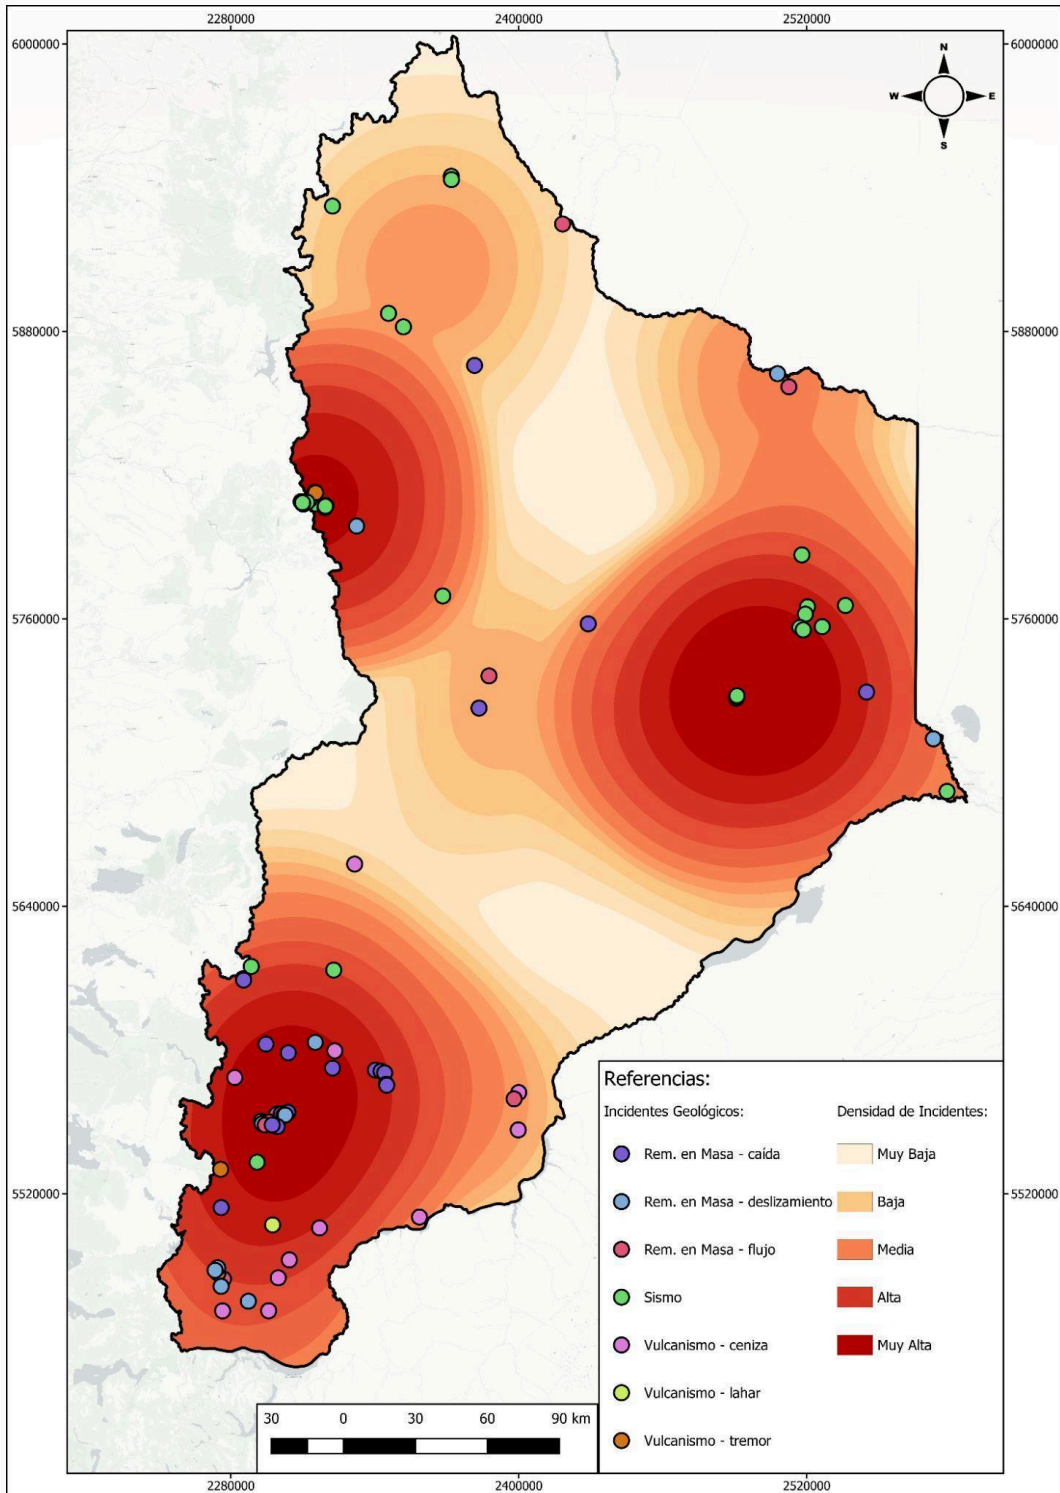 2280000 2400000 2520000
6000000 6000000
N
W E
S
5880000 5880000
5760000 5760000
5640000 5640000
5520000 5520000
Referencias:
Incidentes Geológicos: Densidad de Incidentes:
Rem. en Masa - caída Muy Baja
Rem. en Masa - deslizamiento Baja
Rem. en Masa - flujo Media
Sismo Alta
Vulcanismo - ceniza Muy Alta
Vulcanismo - lahar
Vulcanismo - tremor
30 0 30 60 90 km
2280000 2400000 2520000